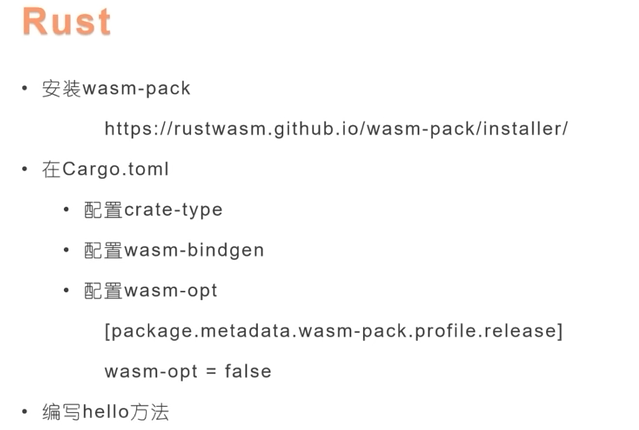 Rust
• 安装wasm-pack
https://rustwasm.github.io/wasm-pack/installer/
• 在Cargo.toml
• 配置crate-type
• 配置wasm-bindgen
• 配置wasm-opt
[package.metadata.wasm-pack.profile.release]
wasm-opt = false
• 编写hello方法